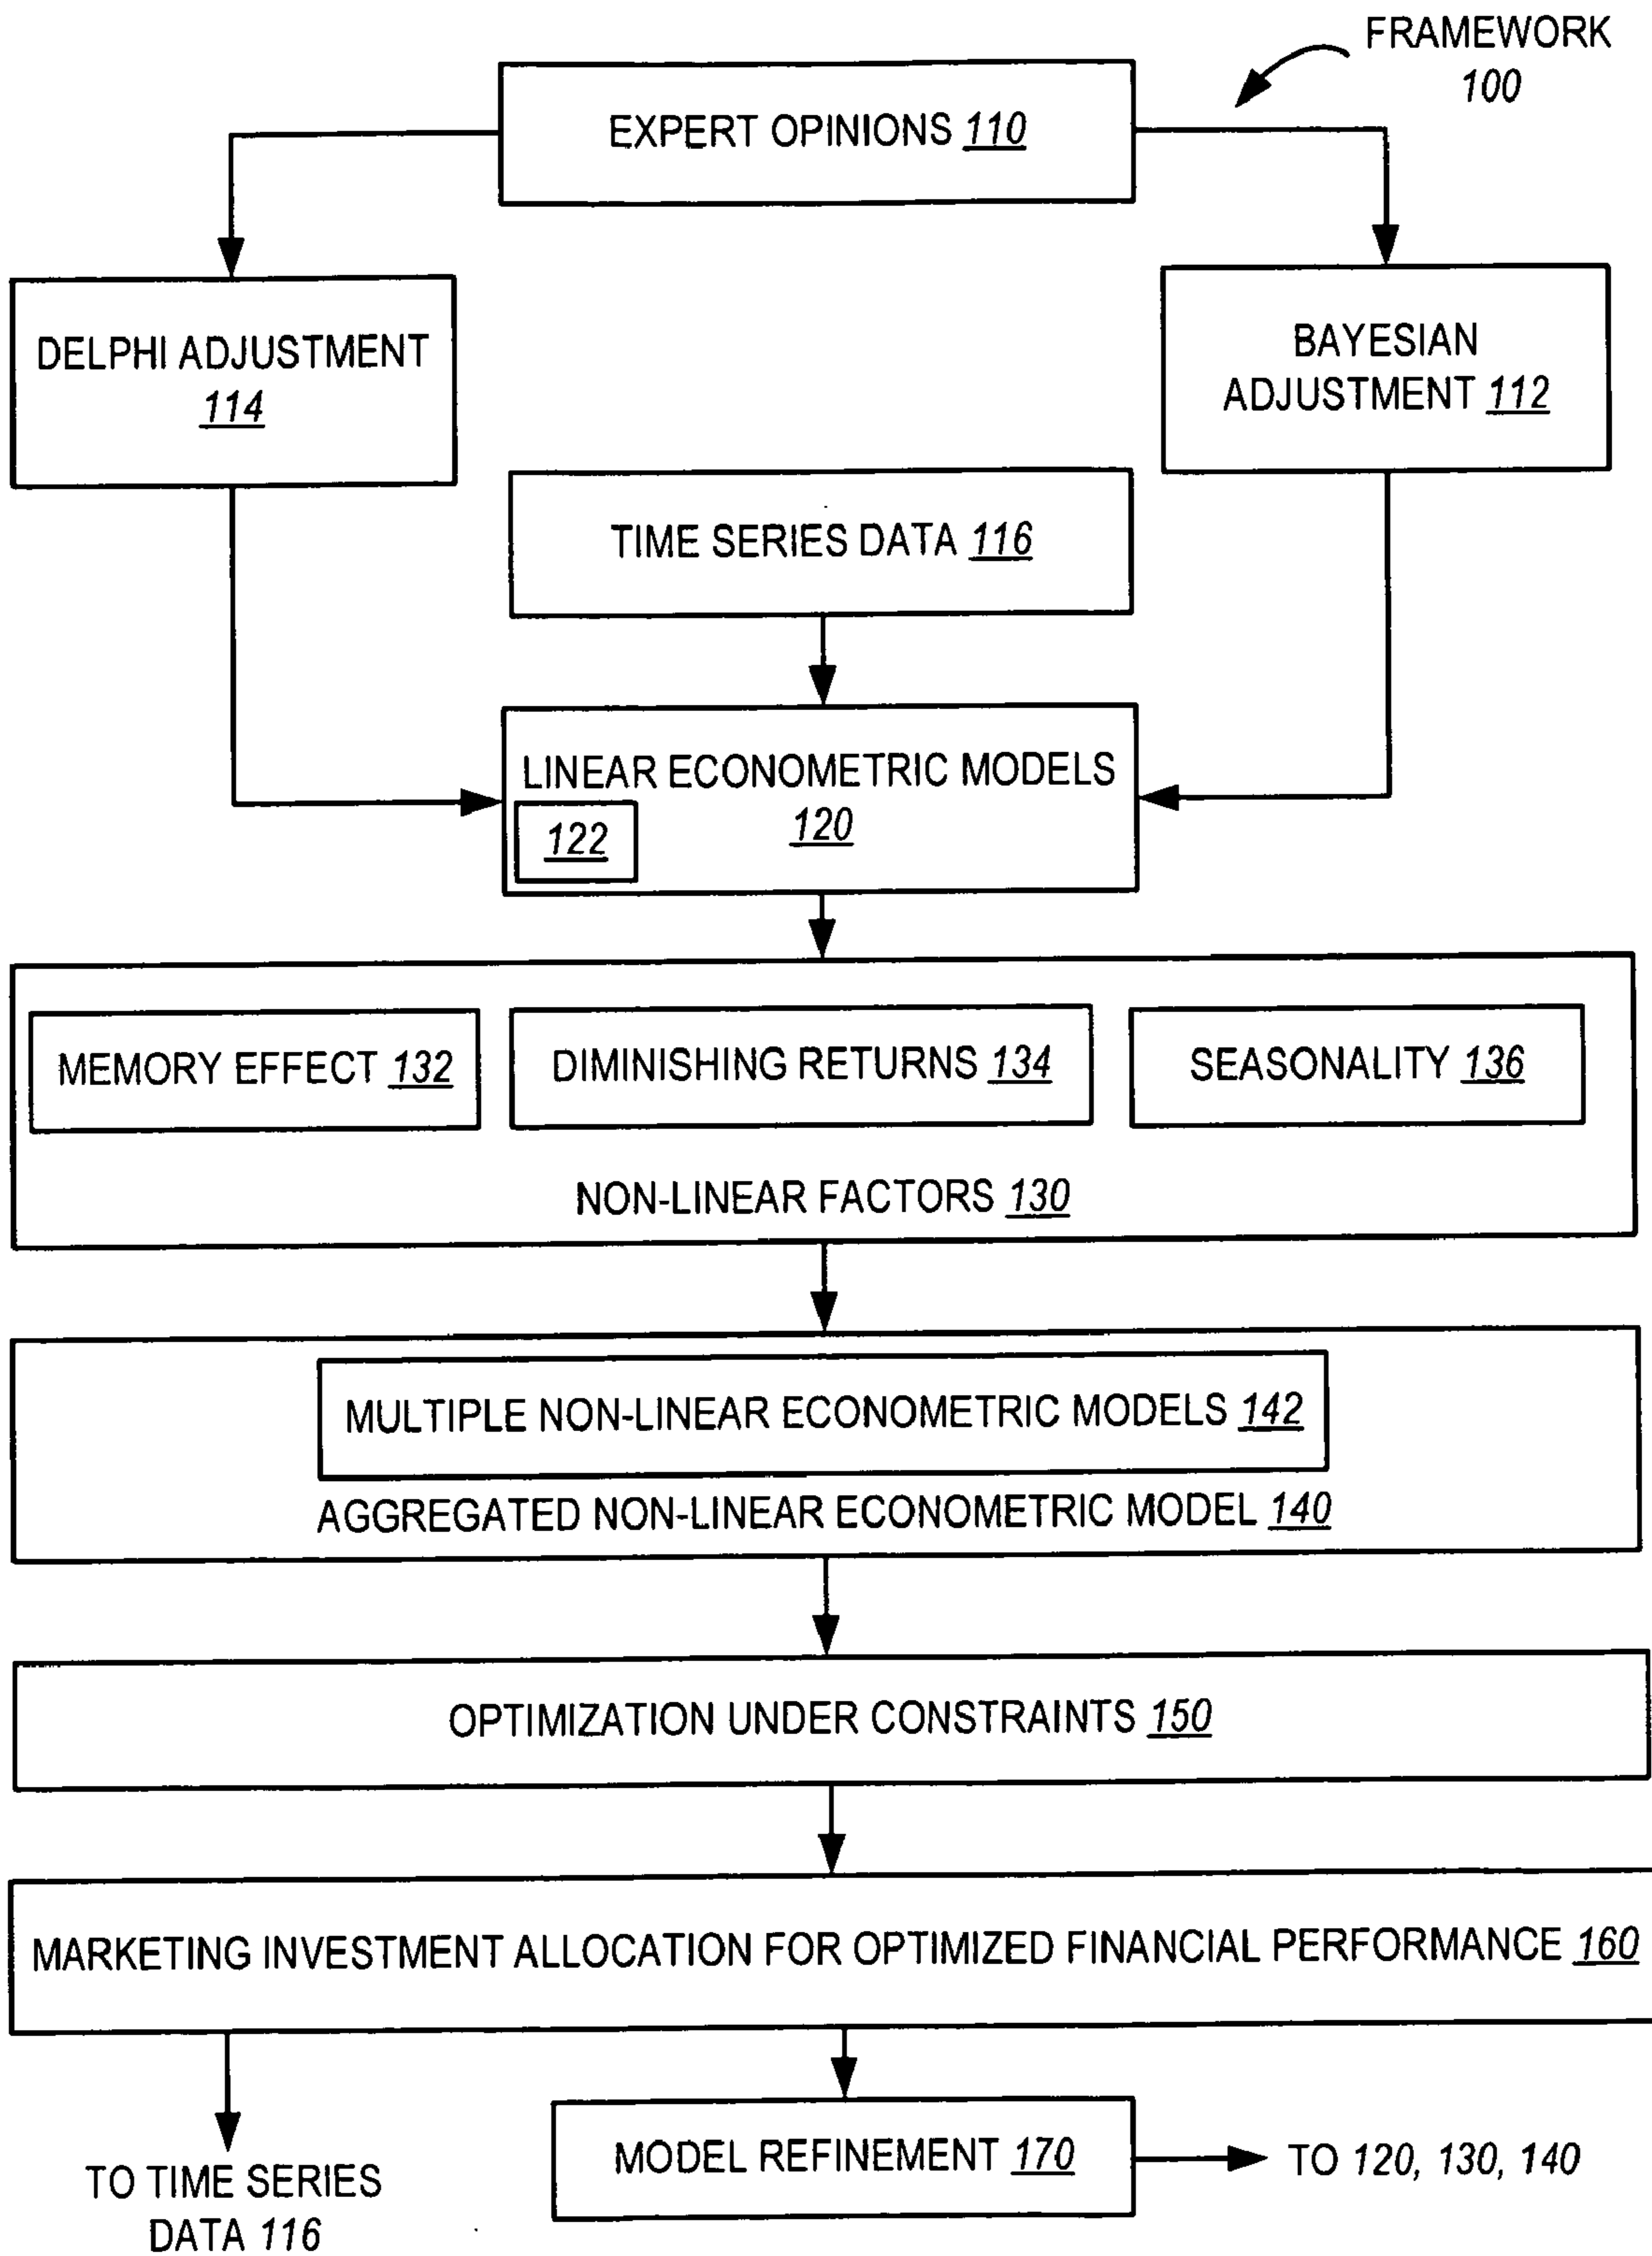 FRAMEWORK
100
EXPERT OPINIONS 110
DELPHI ADJUSTMENT
114
BAYESIAN
ADJUSTMENT 112
TIME SERIES DATA 116
LINEAR ECONOMETRIC MODELS
120
122
MEMORY EFFECT 132
DIMINISHING RETURNS 134
SEASONALITY 136
NON-LINEAR FACTORS 130
MULTIPLE NON-LINEAR ECONOMETRIC MODELS 142
AGGREGATED NON-LINEAR ECONOMETRIC MODEL 140
OPTIMIZATION UNDER CONSTRAINTS 150
MARKETING INVESTMENT ALLOCATION FOR OPTIMIZED FINANCIAL PERFORMANCE 160
MODEL REFINEMENT 170
TO 120, 130, 140
TO TIME SERIES
DATA 116